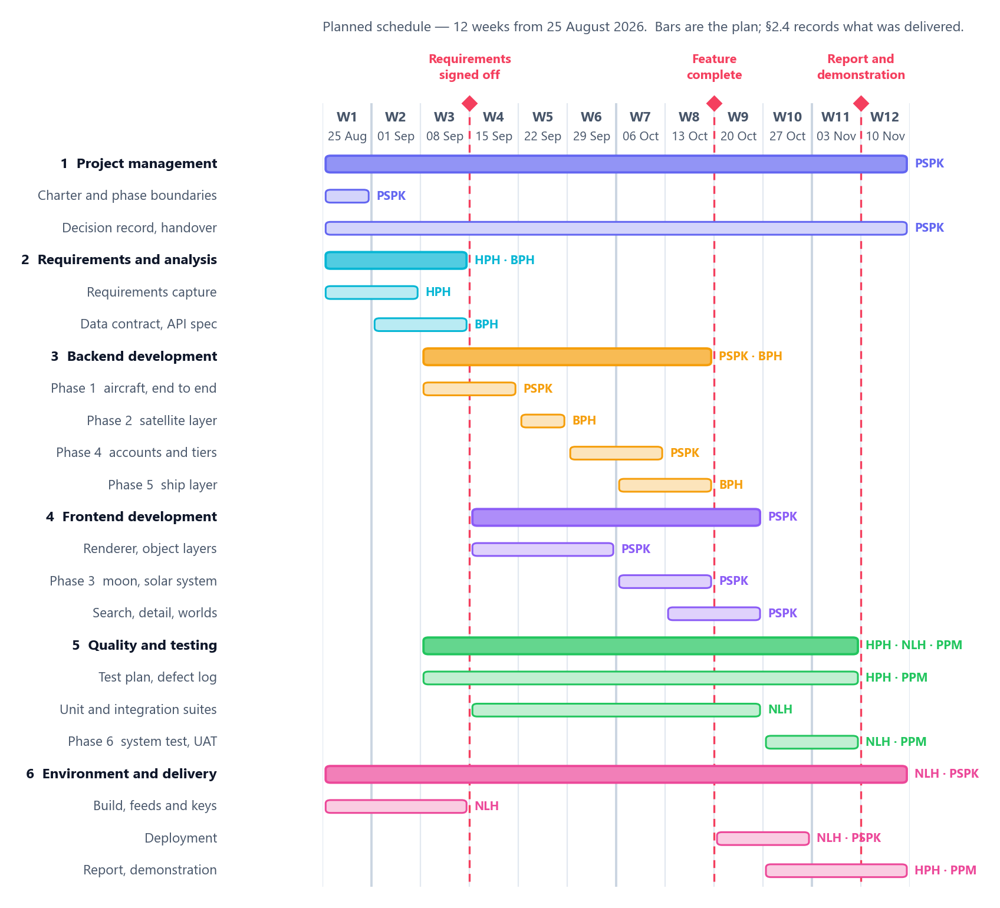 Planned schedule — 12 weeks from 25 August 2026.  Bars are the plan; §2.4 records what was delivered.
Requirements
signed off
Feature
complete
Report and
demonstration
W1 W2 W3 W4 W5 W6 W7 W8 W9 W10 W11 W12
25 Aug 01 Sep 08 Sep 15 Sep 22 Sep 29 Sep 06 Oct 13 Oct 20 Oct 27 Oct 03 Nov 10 Nov
1  Project management PSPK
Charter and phase boundaries PSPK
Decision record, handover PSPK
2  Requirements and analysis HPH · BPH
Requirements capture HPH
Data contract, API spec BPH
3  Backend development PSPK · BPH
Phase 1  aircraft, end to end PSPK
Phase 2  satellite layer BPH
Phase 4  accounts and tiers PSPK
Phase 5  ship layer BPH
4  Frontend development PSPK
Renderer, object layers PSPK
Phase 3  moon, solar system PSPK
Search, detail, worlds PSPK
5  Quality and testing HPH · NLH · PPM
Test plan, defect log HPH · PPM
Unit and integration suites NLH
Phase 6  system test, UAT NLH · PPM
6  Environment and delivery NLH · PSPK
Build, feeds and keys NLH
Deployment NLH · PSPK
Report, demonstration HPH · PPM